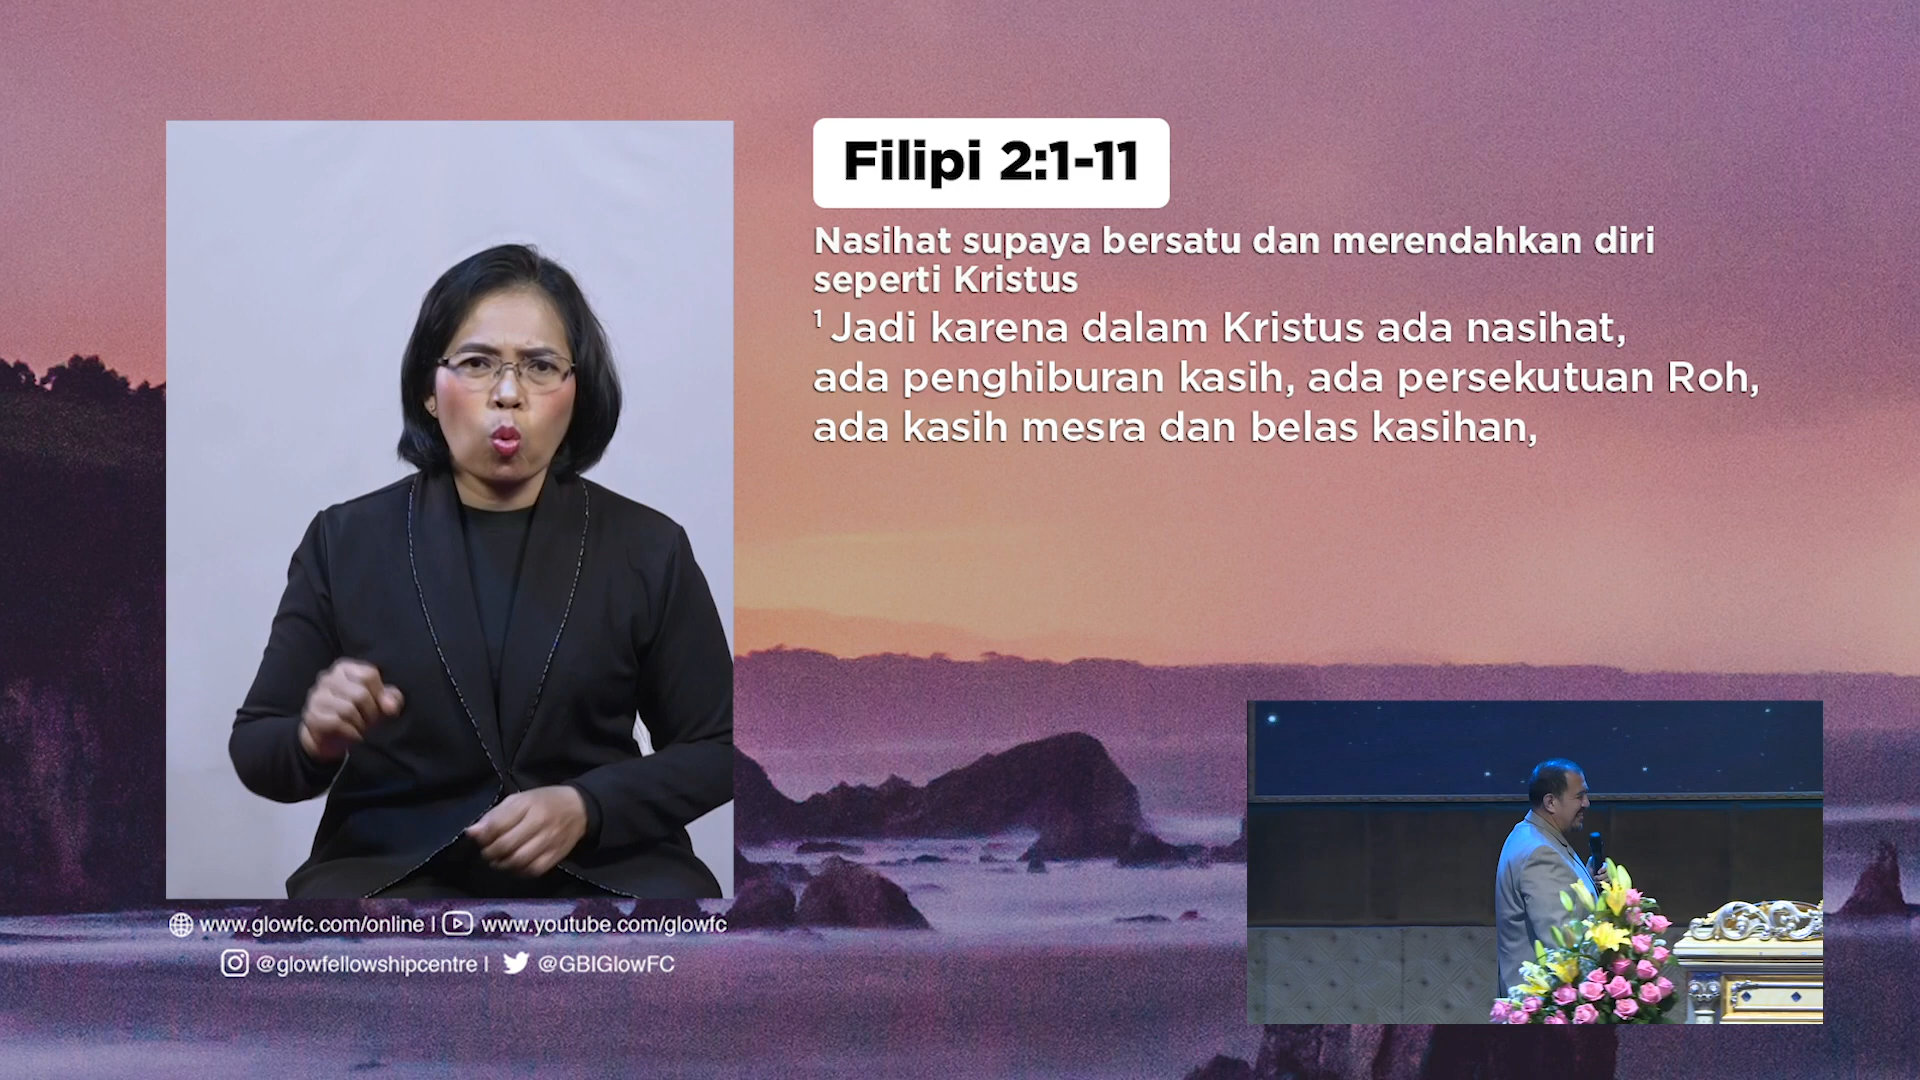 Filipi 2:1-11
Nasihat supaya bersatu dan merendahkan diri
seperti Kristus
¹ Jadi karena dalam Kristus ada nasihat,
ada penghiburan kasih, ada persekutuan Roh,
ada kasih mesra dan belas kasihan,
www.glowfc.com/online | www.youtube.com/glowfc
@glowfellowshipcentre | @GBIGlowFC